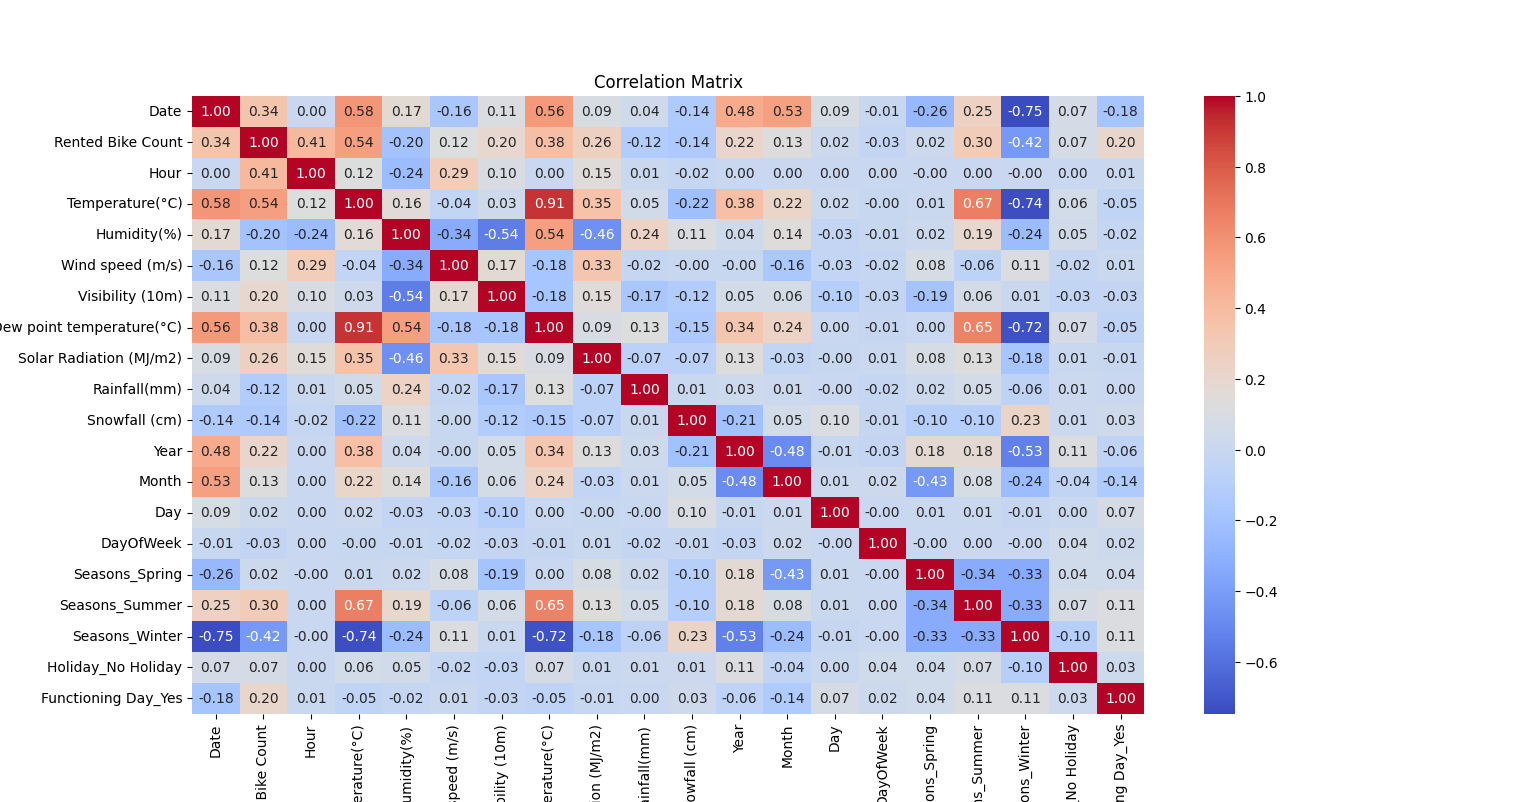 Correlation Matrix
Date 1.00 0.34 0.00 0.58 0.17 -0.16 0.11 0.56 0.09 0.04 -0.14 0.48 0.53 0.09 -0.01 -0.26 0.25 -0.75 0.07 -0.18
Rented Bike Count 0.34 1.00 0.41 0.54 -0.20 0.12 0.20 0.38 0.26 -0.12 -0.14 0.22 0.13 0.02 -0.03 0.02 0.30 -0.42 0.07 0.20
Hour 0.00 0.41 1.00 0.12 -0.24 0.29 0.10 0.00 0.15 0.01 -0.02 0.00 0.00 0.00 0.00 -0.00 0.00 -0.00 0.00 0.01
Temperature(°C) 0.58 0.54 0.12 1.00 0.16 -0.04 0.03 0.91 0.35 0.05 -0.22 0.38 0.22 0.02 -0.00 0.01 0.67 -0.74 0.06 -0.05
Humidity(%) 0.17 -0.20 -0.24 0.16 1.00 -0.34 -0.54 0.54 -0.46 0.24 0.11 0.04 0.14 -0.03 -0.01 0.02 0.19 -0.24 0.05 -0.02
Wind speed (m/s) -0.16 0.12 0.29 -0.04 -0.34 1.00 0.17 -0.18 0.33 -0.02 -0.00 -0.00 -0.16 -0.03 -0.02 0.08 -0.06 0.11 -0.02 0.01
Visibility (10m) 0.11 0.20 0.10 0.03 -0.54 0.17 1.00 -0.18 0.15 -0.17 -0.12 0.05 0.06 -0.10 -0.03 -0.19 0.06 0.01 -0.03 -0.03
ew point temperature(°C) 0.56 0.38 0.00 0.91 0.54 -0.18 -0.18 1.00 0.09 0.13 -0.15 0.34 0.24 0.00 -0.01 0.00 0.65 -0.72 0.07 -0.05
Solar Radiation (MJ/m2) 0.09 0.26 0.15 0.35 -0.46 0.33 0.15 0.09 1.00 -0.07 -0.07 0.13 -0.03 -0.00 0.01 0.08 0.13 -0.18 0.01 -0.01
Rainfall(mm) 0.04 -0.12 0.01 0.05 0.24 -0.02 -0.17 0.13 -0.07 1.00 0.01 0.03 0.01 -0.00 -0.02 0.02 0.05 -0.06 0.01 0.00
Snowfall (cm) -0.14 -0.14 -0.02 -0.22 0.11 -0.00 -0.12 -0.15 -0.07 0.01 1.00 -0.21 0.05 0.10 -0.01 -0.10 -0.10 0.23 0.01 0.03
Year 0.48 0.22 0.00 0.38 0.04 -0.00 0.05 0.34 0.13 0.03 -0.21 1.00 -0.48 -0.01 -0.03 0.18 0.18 -0.53 0.11 -0.06
Month 0.53 0.13 0.00 0.22 0.14 -0.16 0.06 0.24 -0.03 0.01 0.05 -0.48 1.00 0.01 0.02 -0.43 0.08 -0.24 -0.04 -0.14
Day 0.09 0.02 0.00 0.02 -0.03 -0.03 -0.10 0.00 -0.00 -0.00 0.10 -0.01 0.01 1.00 -0.00 0.01 0.01 -0.01 0.00 0.07
DayOfWeek -0.01 -0.03 0.00 -0.00 -0.01 -0.02 -0.03 -0.01 0.01 -0.02 -0.01 -0.03 0.02 -0.00 1.00 -0.00 0.00 -0.00 0.04 0.02
Seasons_Spring -0.26 0.02 -0.00 0.01 0.02 0.08 -0.19 0.00 0.08 0.02 -0.10 0.18 -0.43 0.01 -0.00 1.00 -0.34 -0.33 0.04 0.04
Seasons_Summer 0.25 0.30 0.00 0.67 0.19 -0.06 0.06 0.65 0.13 0.05 -0.10 0.18 0.08 0.01 0.00 -0.34 1.00 -0.33 0.07 0.11
Seasons_Winter -0.75 -0.42 -0.00 -0.74 -0.24 0.11 0.01 -0.72 -0.18 -0.06 0.23 -0.53 -0.24 -0.01 -0.00 -0.33 -0.33 1.00 -0.10 0.11
Holiday_No Holiday 0.07 0.07 0.00 0.06 0.05 -0.02 -0.03 0.07 0.01 0.01 0.01 0.11 -0.04 0.00 0.04 0.04 0.07 -0.10 1.00 0.03
Functioning Day_Yes -0.18 0.20 0.01 -0.05 -0.02 0.01 -0.03 -0.05 -0.01 0.00 0.03 -0.06 -0.14 0.07 0.02 0.04 0.11 0.11 0.03 1.00
Date
Bike Count
Hour
erature(°C)
umidity(%)
speed (m/s)
bility (10m)
erature(°C)
ion (MJ/m2)
ainfall(mm)
owfall (cm)
Year
Month
Day
DayOfWeek
ons_Spring
ns_Summer
ons_Winter
_No Holiday
ng Day_Yes
1.0
0.8
0.6
0.4
0.2
0.0
−0.2
−0.4
−0.6